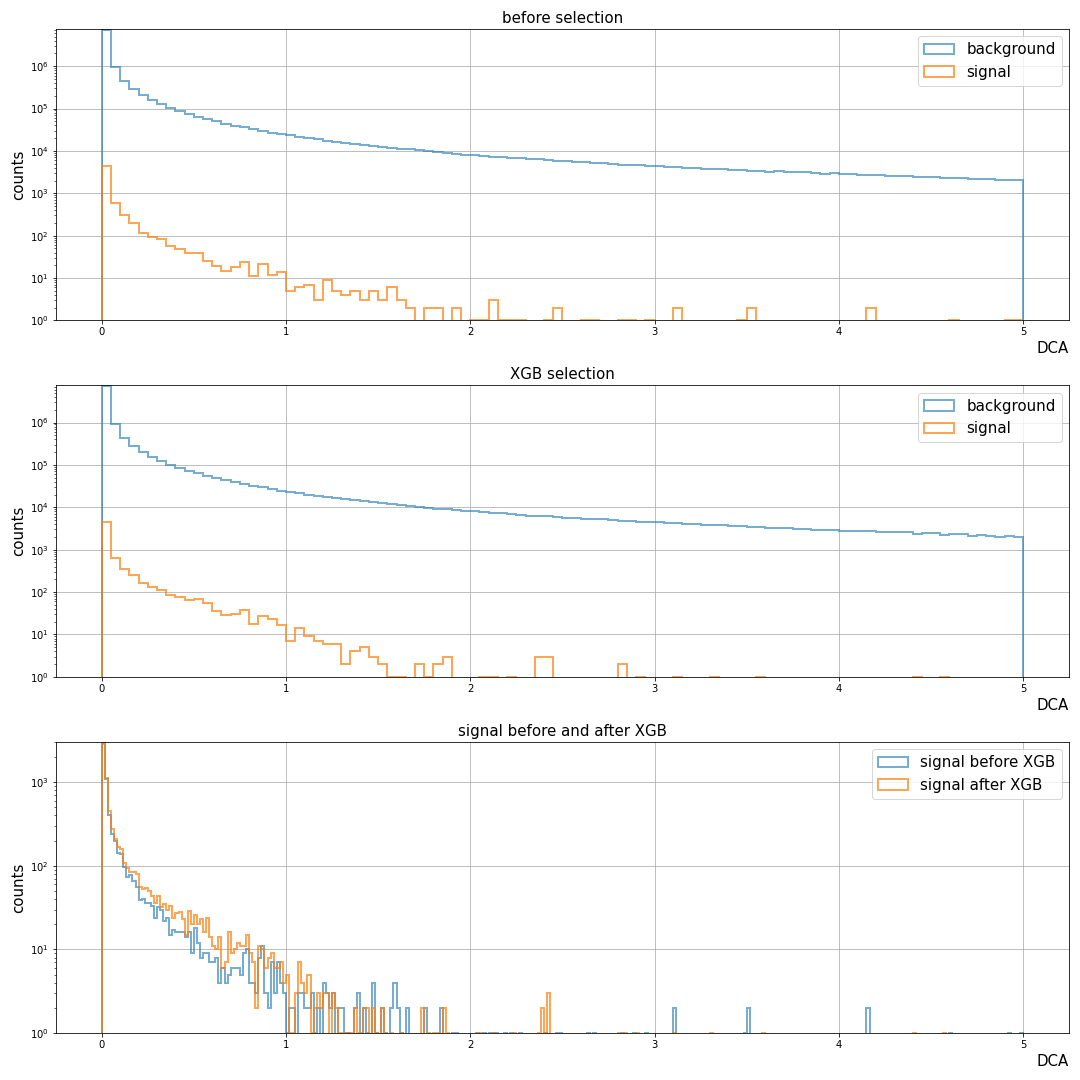 before selection
background
signal
counts
10⁶
10⁵
10⁴
10³
10²
10¹
10⁰
0 1 2 3 4 5
DCA
XGB selection
background
signal
counts
10⁶
10⁵
10⁴
10³
10²
10¹
10⁰
0 1 2 3 4 5
DCA
signal before and after XGB
signal before XGB
signal after XGB
counts
10³
10²
10¹
10⁰
0 1 2 3 4 5
DCA